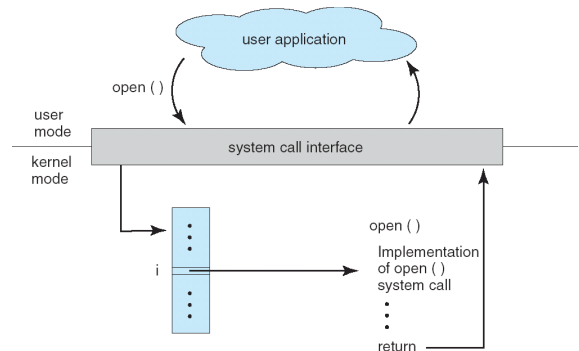 user application
open ( )
user
mode
system call interface
kernel
mode
i
open ( )
Implementation
of open ( )
system call
return